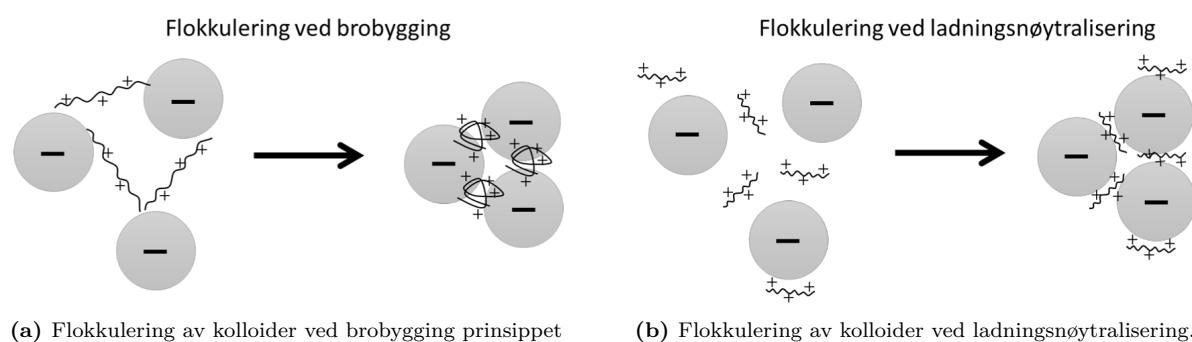 Flokkulering ved brobygging
Flokkulering ved ladningsnøytralisering
(a) Flokkulering av kolloider ved brobygging prinsippet
(b) Flokkulering av kolloider ved ladningsnøytralisering.